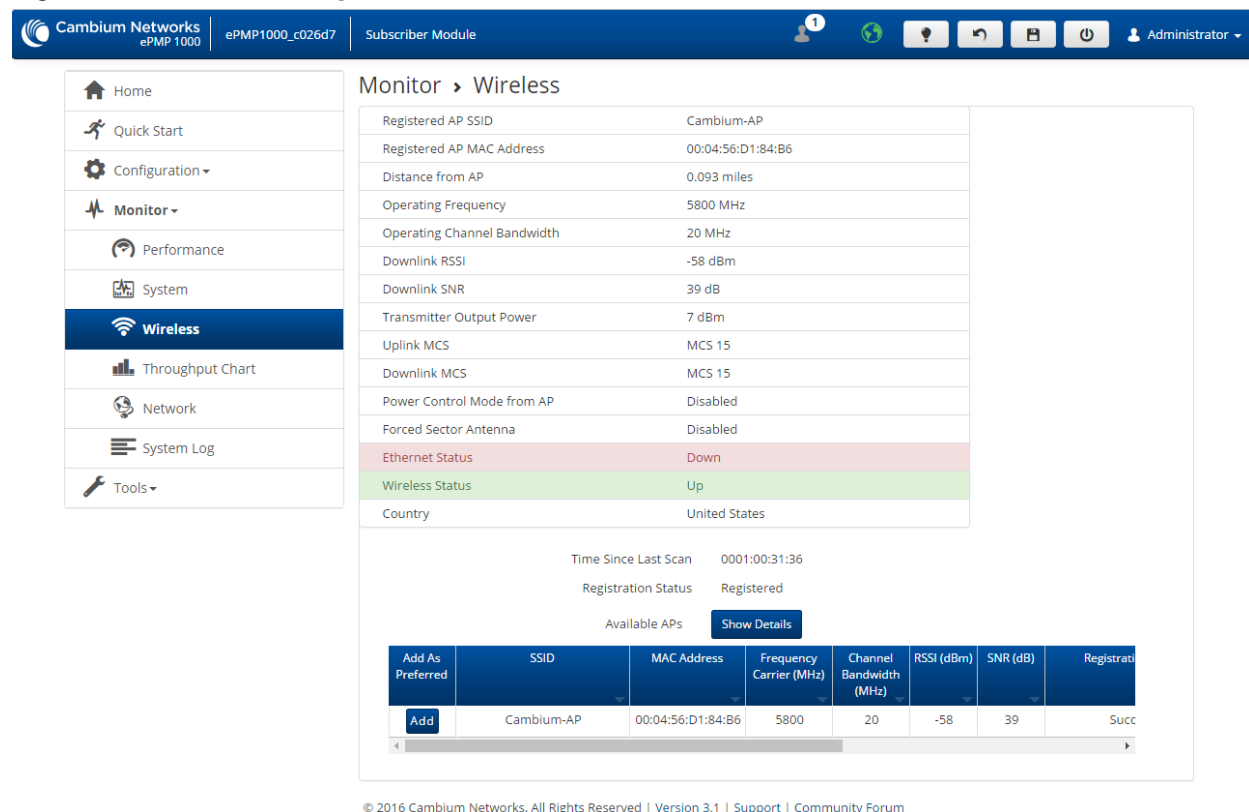 Cambium Networks
ePMP 1000
ePMP1000_c026d7
Subscriber Module
1
Administrator
Home
Quick Start
Configuration
Monitor
Performance
System
Wireless
Throughput Chart
Network
System Log
Tools
Monitor > Wireless
Registered AP SSID Cambium-AP
Registered AP MAC Address 00:04:56:D1:84:B6
Distance from AP 0.093 miles
Operating Frequency 5800 MHz
Operating Channel Bandwidth 20 MHz
Downlink RSSI -58 dBm
Downlink SNR 39 dB
Transmitter Output Power 7 dBm
Uplink MCS MCS 15
Downlink MCS MCS 15
Power Control Mode from AP Disabled
Forced Sector Antenna Disabled
Ethernet Status Down
Wireless Status Up
Country United States
Time Since Last Scan 0001:00:31:36
Registration Status Registered
Available APs Show Details
Add As Preferred SSID MAC Address Frequency Carrier (MHz) Channel Bandwidth (MHz) RSSI (dBm) SNR (dB) Registrati
Add Cambium-AP 00:04:56:D1:84:B6 5800 20 -58 39 Succ
© 2016 Cambium Networks. All Rights Reserved | Version 3.1 | Support | Community Forum